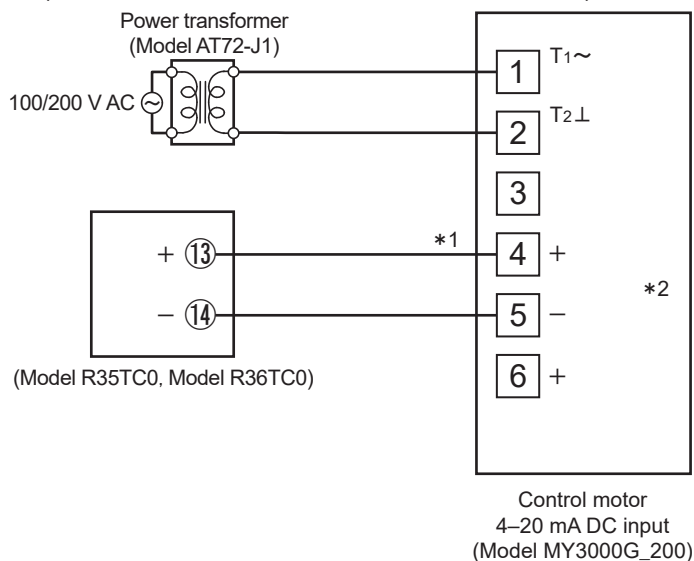 Power transformer
(Model AT72-J1)
100/200 V AC
1 T1~
2 T2⊥
3
+ ⑬ *1 4 +
*2
− ⑭ 5 −
6 +
(Model R35TC0, Model R36TC0)
Control motor
4–20 mA DC input
(Model MY3000G_200)